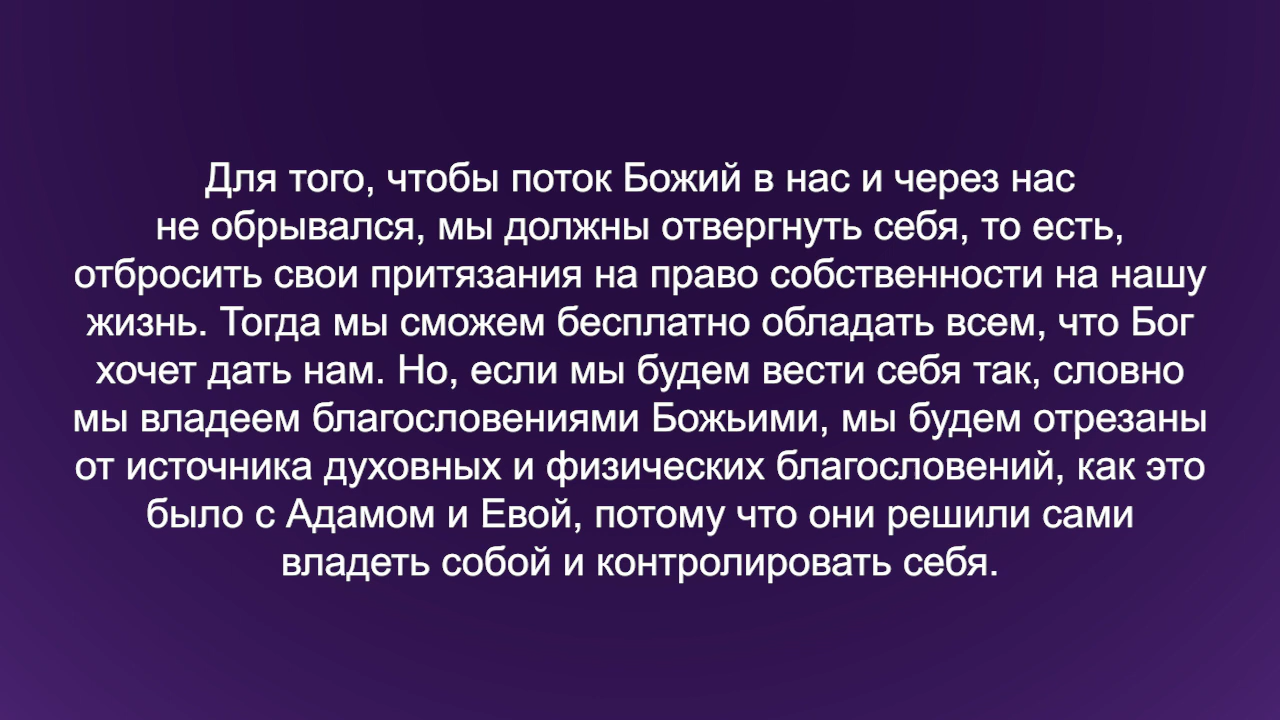 Для того, чтобы поток Божий в нас и через нас
не обрывался, мы должны отвергнуть себя, то есть,
отбросить свои притязания на право собственности на нашу
жизнь. Тогда мы сможем бесплатно обладать всем, что Бог
хочет дать нам. Но, если мы будем вести себя так, словно
мы владеем благословениями Божьими, мы будем отрезаны
от источника духовных и физических благословений, как это
было с Адамом и Евой, потому что они решили сами
владеть собой и контролировать себя.